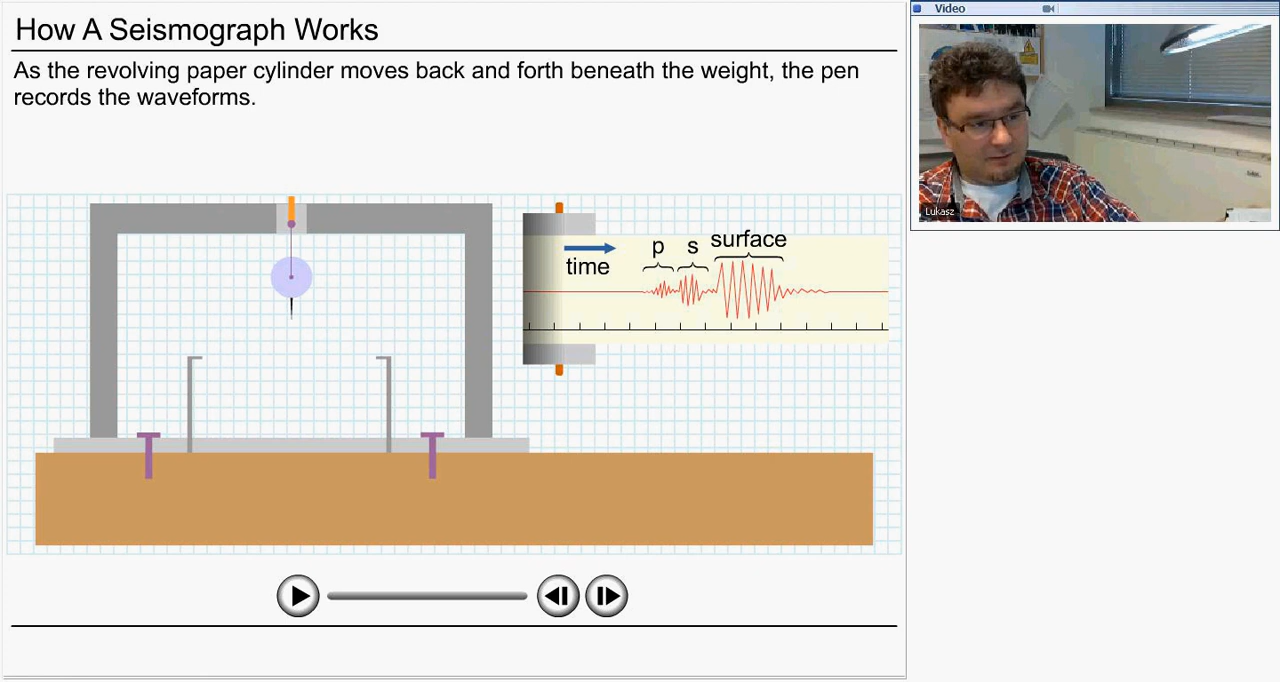 How A Seismograph Works
Video
As the revolving paper cylinder moves back and forth beneath the weight, the pen
records the waveforms.
Lukasz
p s surface
time